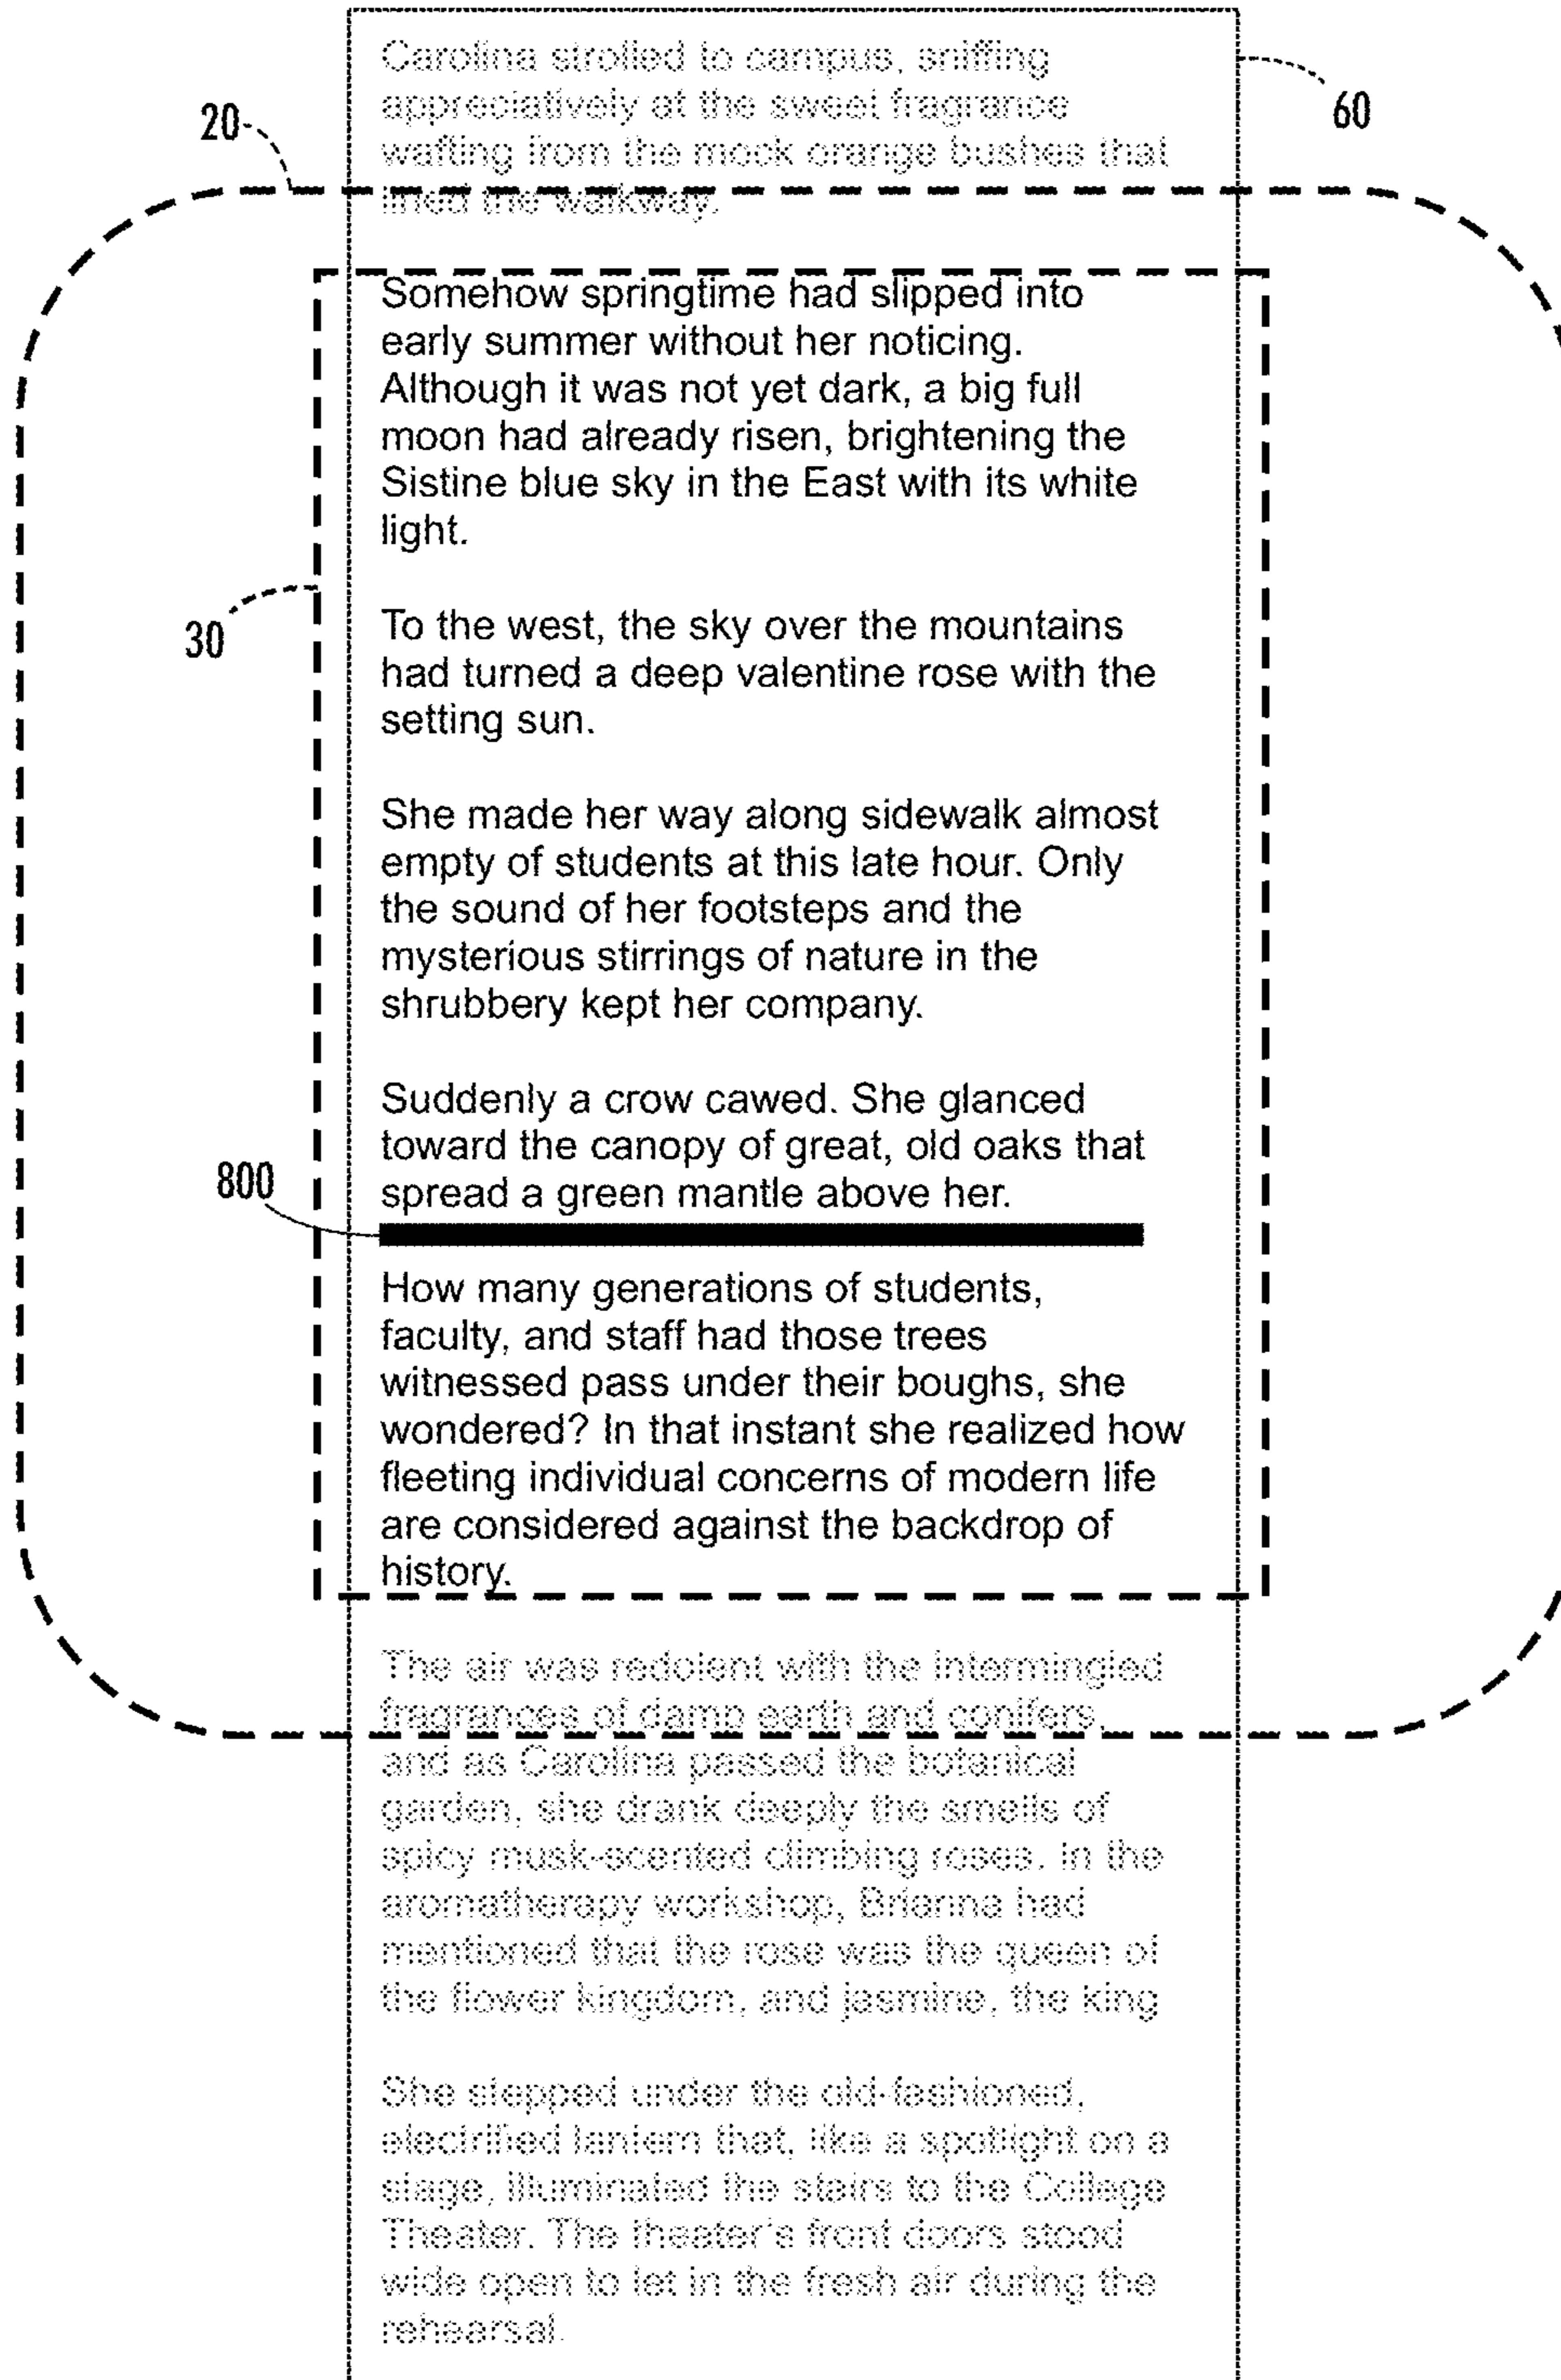 Carolina strolled to campus, sniffing
60
appreciatively at the sweet fragrance
20
wafting from the mock orange bushes that
lined the walkway.
Somehow springtime had slipped into
early summer without her noticing.
Although it was not yet dark, a big full
moon had already risen, brightening the
Sistine blue sky in the East with its white
light.
30
To the west, the sky over the mountains
had turned a deep valentine rose with the
setting sun.
She made her way along sidewalk almost
empty of students at this late hour. Only
the sound of her footsteps and the
mysterious stirrings of nature in the
shrubbery kept her company.
Suddenly a crow cawed. She glanced
toward the canopy of great, old oaks that
800
spread a green mantle above her.
How many generations of students,
faculty, and staff had those trees
witnessed pass under their boughs, she
wondered? In that instant she realized how
fleeting individual concerns of modern life
are considered against the backdrop of
history.
The air was redolent with the intermingled
fragrances of damp earth and conifers,
and as Carolina passed the botanical
garden, she drank deeply the smells of
spicy musk-scented climbing roses. In the
aromatherapy workshop, Brianna had
mentioned that the rose was the queen of
the flower kingdom, and jasmine, the king
She stepped under the old-fashioned,
electrified lantern that, like a spotlight on a
stage, illuminated the stairs to the College
Theater. The theater's front doors stood
wide open to let in the fresh air during the
rehearsal.